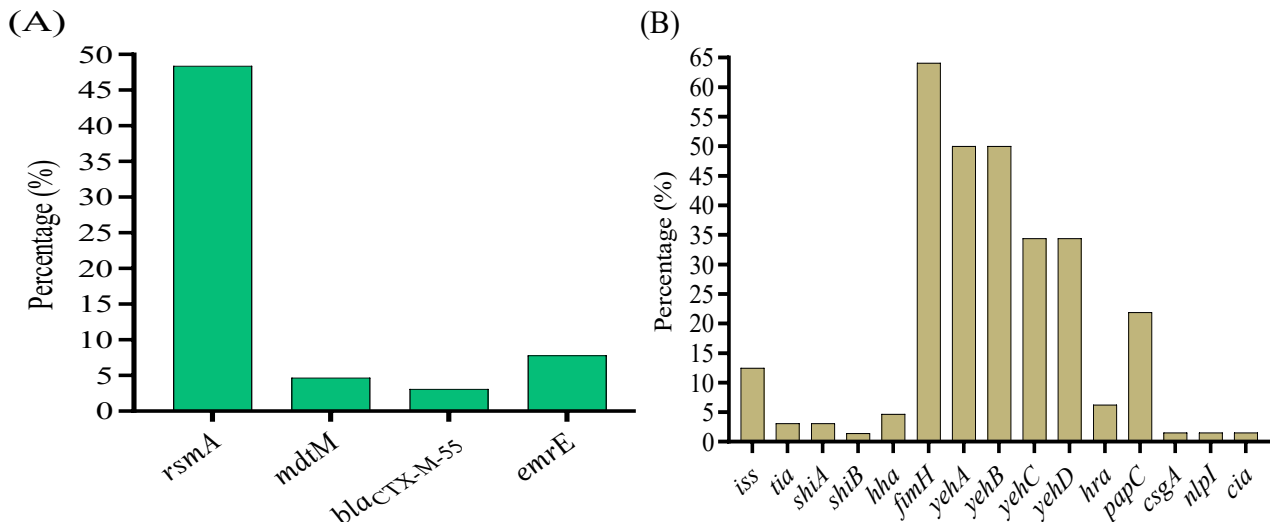 (A)
Percentage (%)
50
45
40
35
30
25
20
15
10
5
0
rsmA
mdtM
blaCTX-M-55
emrE
(B)
Percentage (%)
65
60
55
50
45
40
35
30
25
20
15
10
5
0
iss
tia
shiA
shiB
hha
fimH
yehA
yehB
yehC
yehD
hra
papC
csgA
nlpI
cia